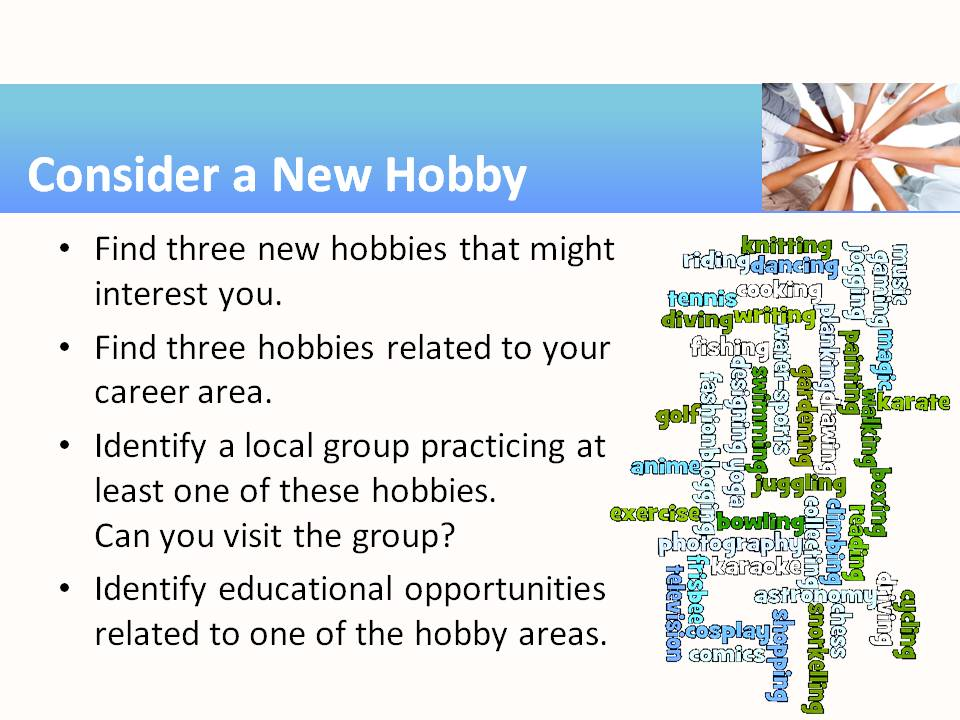 Consider a New Hobby
• Find three new hobbies that might
interest you.
• Find three hobbies related to your
career area.
• Identify a local group practicing at
least one of these hobbies.
Can you visit the group?
• Identify educational opportunities
related to one of the hobby areas.
knitting
riding
dancing
cooking
tennis
diving
writing
fishing
jogging
gaming
music
planking
water-sports
painting
magic
designing
swimming
gardening
drawing
walking
karate
golf
fashion
blogging
yoga
anime
juggling
boxing
exercise
bowling
collecting
climbing
reading
photography
karaoke
television
frisbee
astronomy
driving
cycling
cosplay
comics
shopping
snorkelling
chess